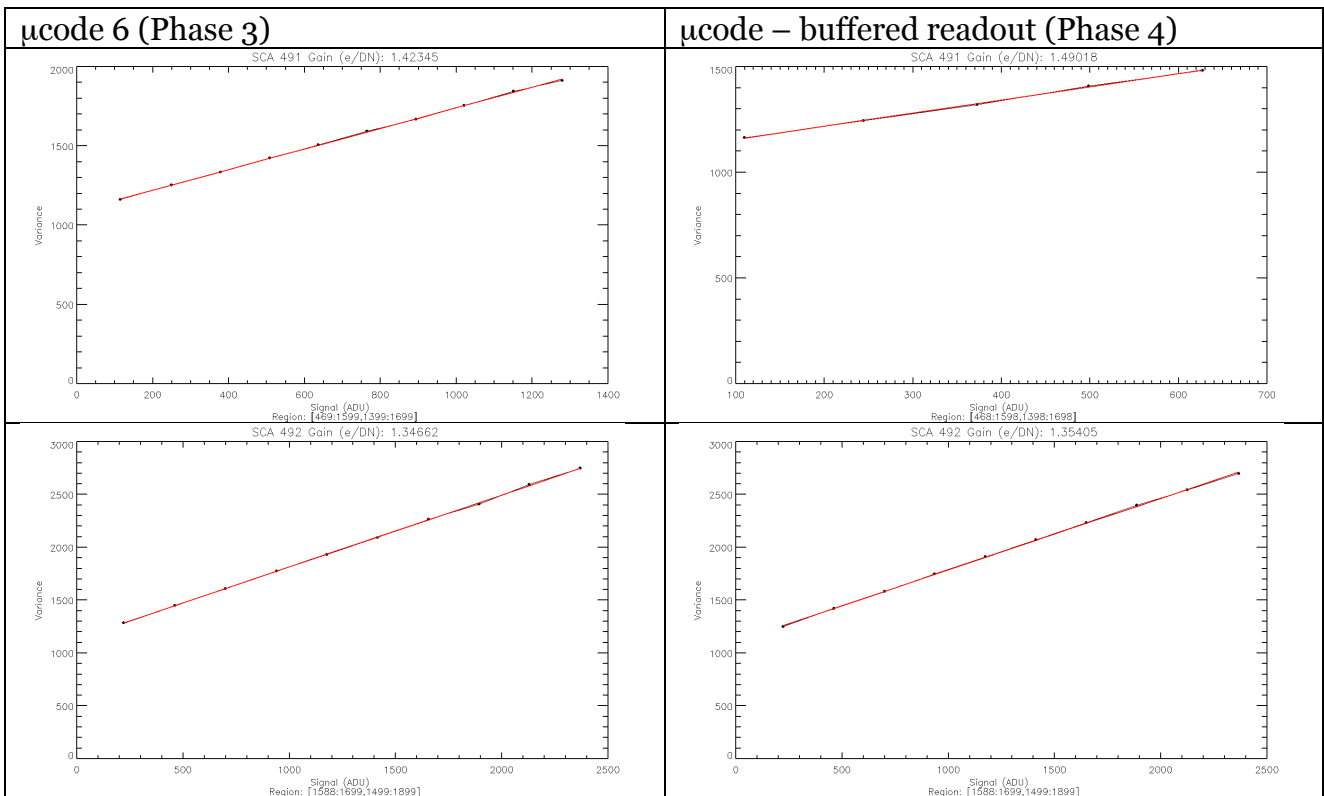 μcode 6 (Phase 3)
μcode – buffered readout (Phase 4)
SCA 491 Gain (e/DN): 1.42345
2000
1500
1000
500
0
Variance
0 200 400 600 800 1000 1200 1400
Signal (ADU)
Region: [469:1599,1399:1699]
SCA 491 Gain (e/DN): 1.49018
1500
1000
500
0
Variance
100 200 300 400 500 600 700
Signal (ADU)
Region: [468:1598,1398:1698]
SCA 492 Gain (e/DN): 1.34662
3000
2500
2000
1500
1000
500
0
Variance
0 500 1000 1500 2000 2500
Signal (ADU)
Region: [1588:1699,1499:1899]
SCA 492 Gain (e/DN): 1.35405
3000
2500
2000
1500
1000
500
0
Variance
0 500 1000 1500 2000 2500
Signal (ADU)
Region: [1588:1699,1499:1899]